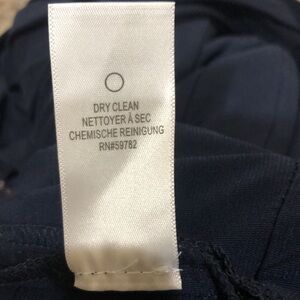 DRY CLEAN
NETTOYER À SEC
CHEMISCHE REINIGUNG
RN#59782